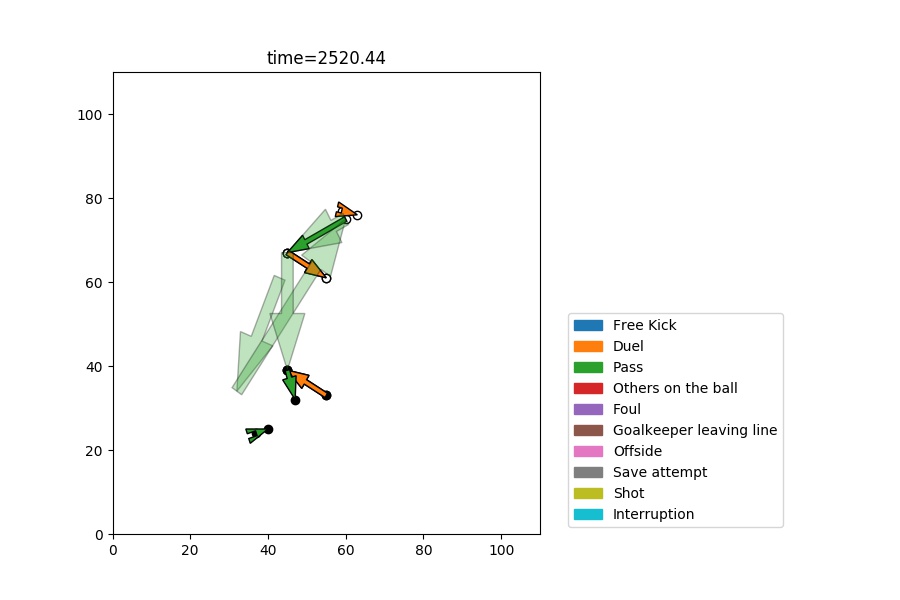 time=2520.44
100
80
60
40
20
0
0 20 40 60 80 100
Free Kick
Duel
Pass
Others on the ball
Foul
Goalkeeper leaving line
Offside
Save attempt
Shot
Interruption